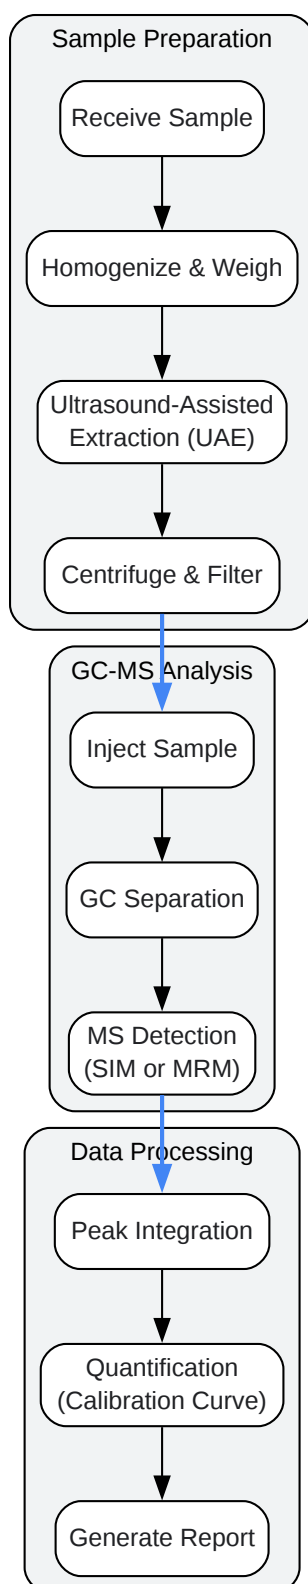 Sample Preparation
Receive Sample
Homogenize & Weigh
Ultrasound-Assisted
Extraction (UAE)
Centrifuge & Filter
GC-MS Analysis
Inject Sample
GC Separation
MS Detection
(SIM or MRM)
Data Processing
Peak Integration
Quantification
(Calibration Curve)
Generate Report